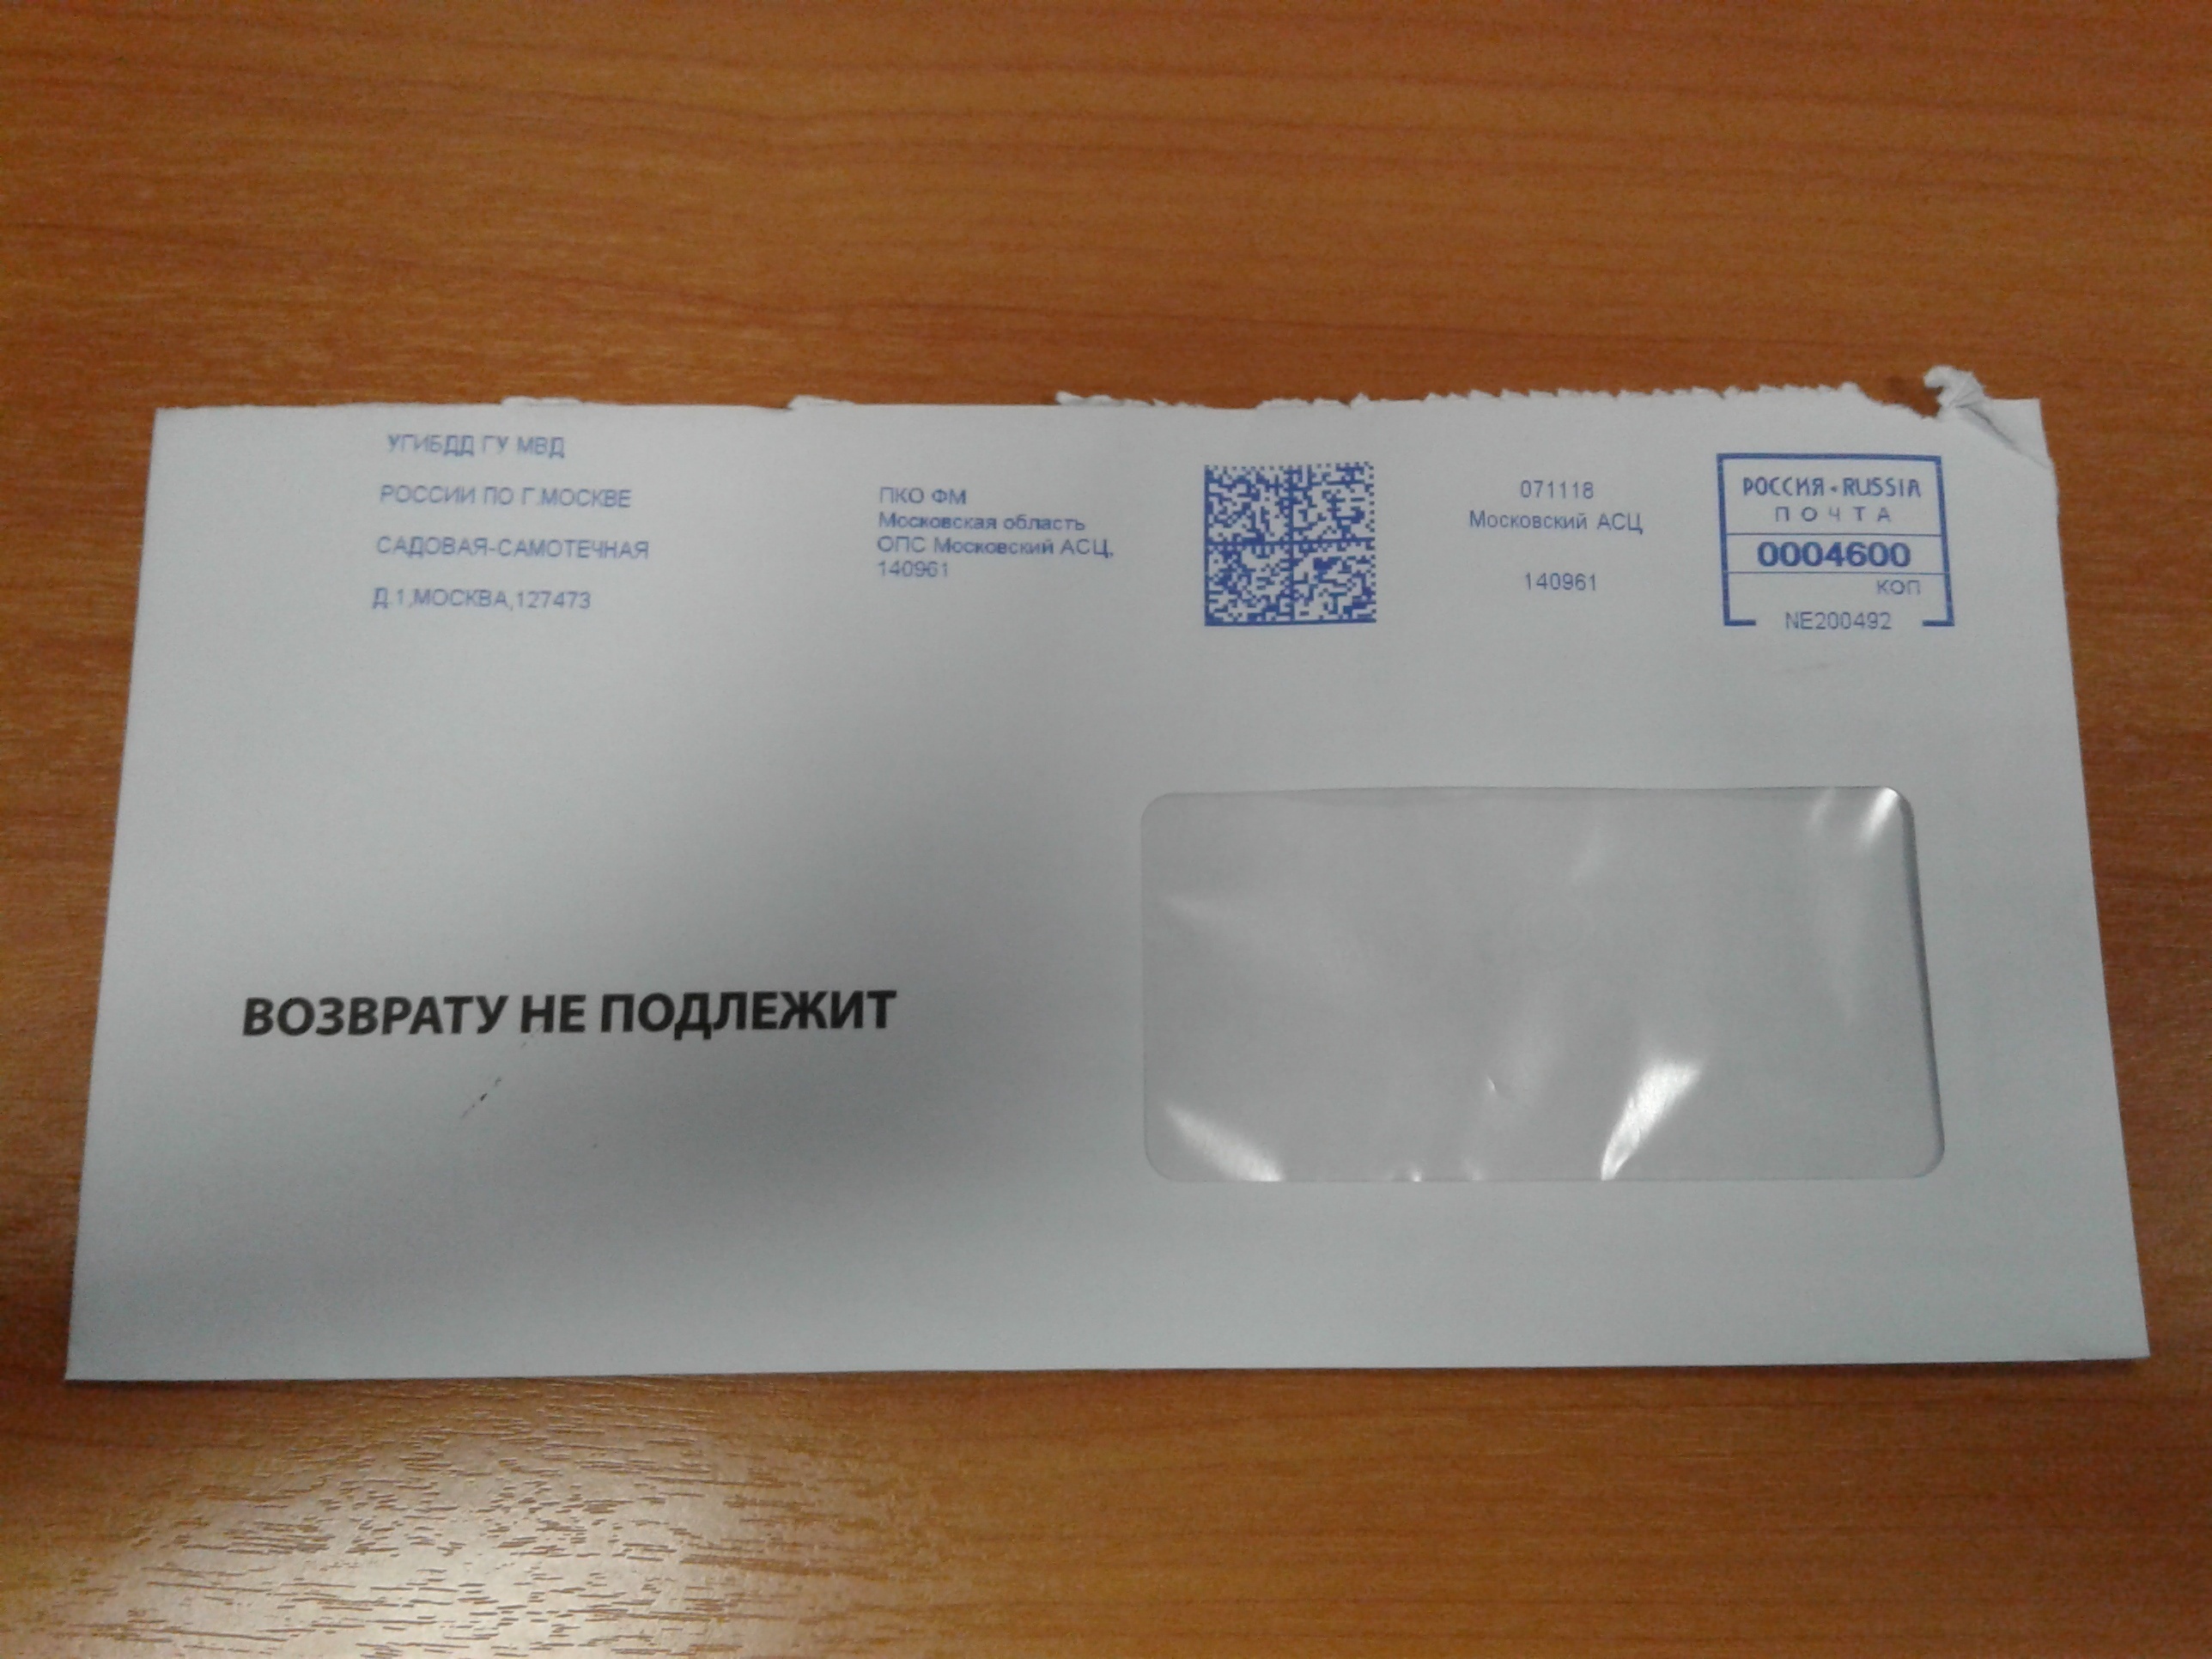 УГИБДД ГУ МВД
РОССИИ ПО Г.МОСКВЕ
САДОВАЯ-САМОТЕЧНАЯ
Д.1,МОСКВА,127473
ПКО ФМ
Московская область
ОПС Московский АСЦ,
140961
071118
Московский АСЦ
140961
РОССИЯ-RUSSIA
ПОЧТА
0004600
КОП
NE200492
ВОЗВРАТУ НЕ ПОДЛЕЖИТ